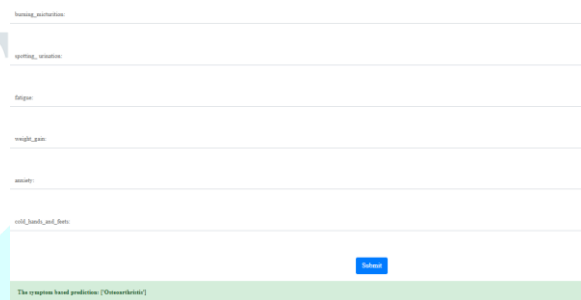 burning_micturition:
spotting_ urination:
fatigue:
weight_gain:
anxiety:
cold_hands_and_feets:
Submit
The symptom based prediction: ['Osteoarthristis']